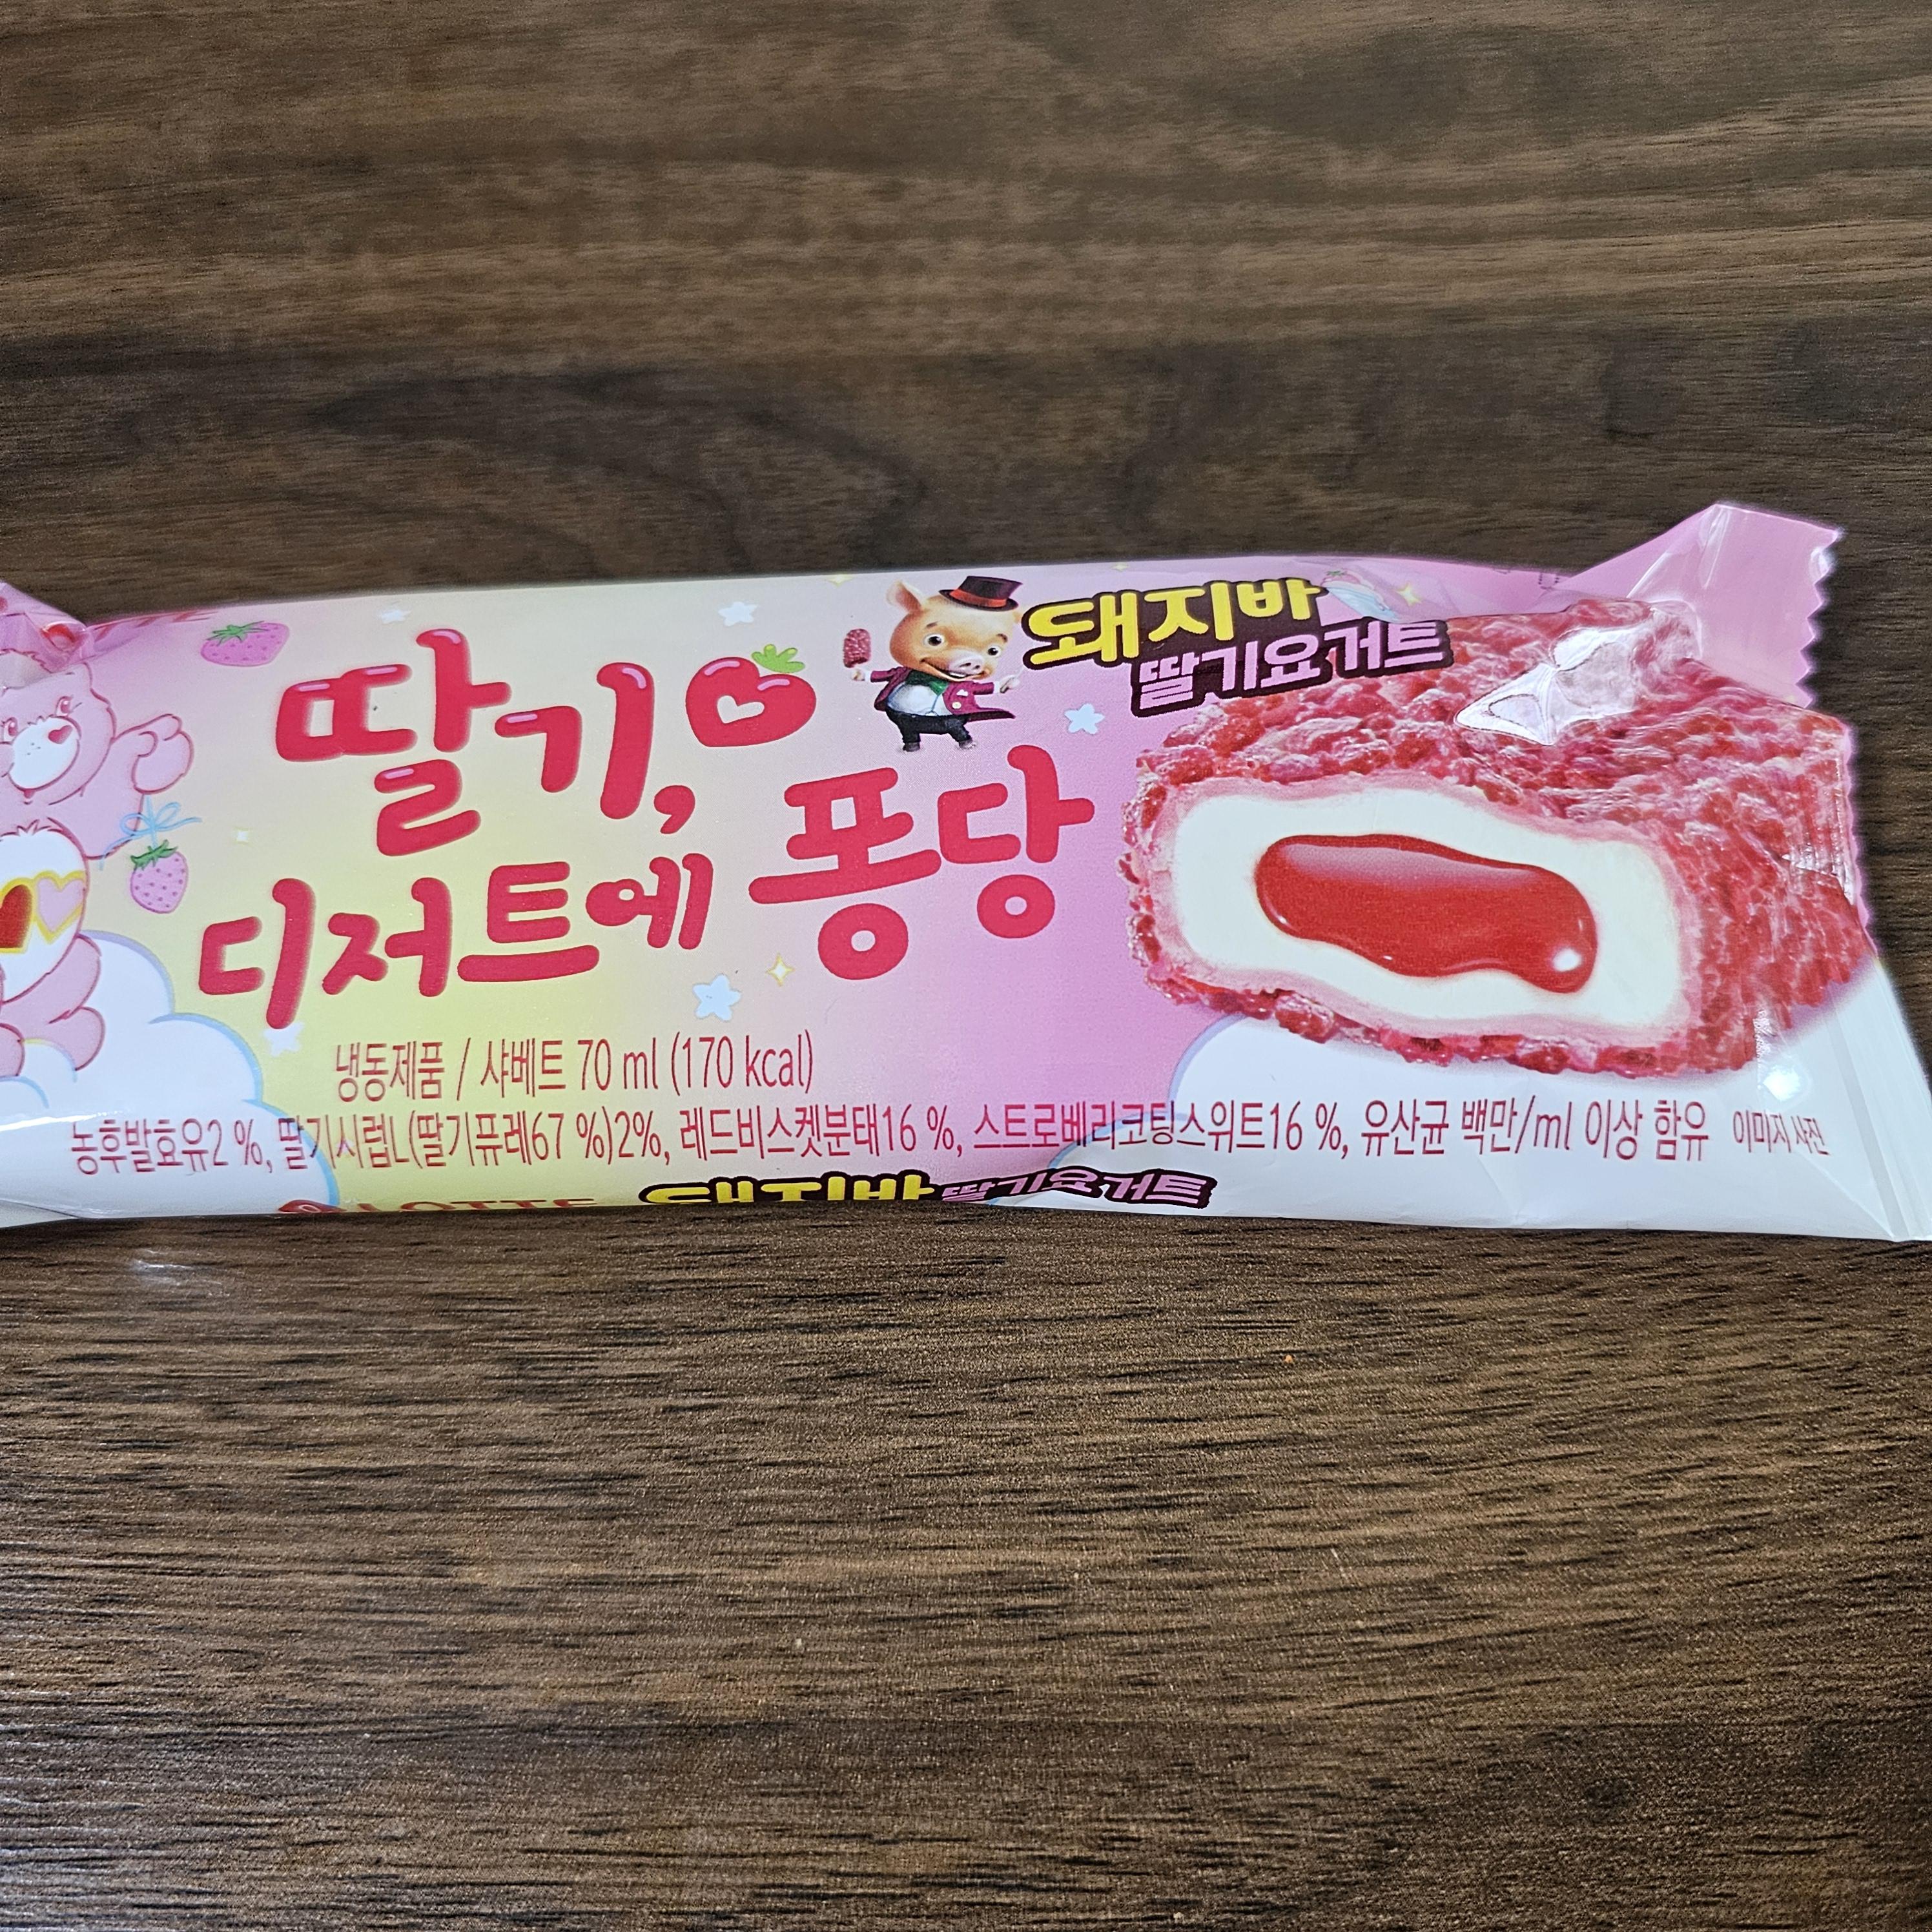 돼지바
딸기요거트
딸기,
디저트에 퐁당
냉동제품 / 샤베트 70 ml (170 kcal)
농후발효유2 %, 딸기시럽L(딸기퓨레67 %)2%, 레드비스켓분태16 %, 스트로베리코팅스위트16 %, 유산균 백만/ml 이상 함유 이미지 사진
LOTTE 돼지바 딸기요거트